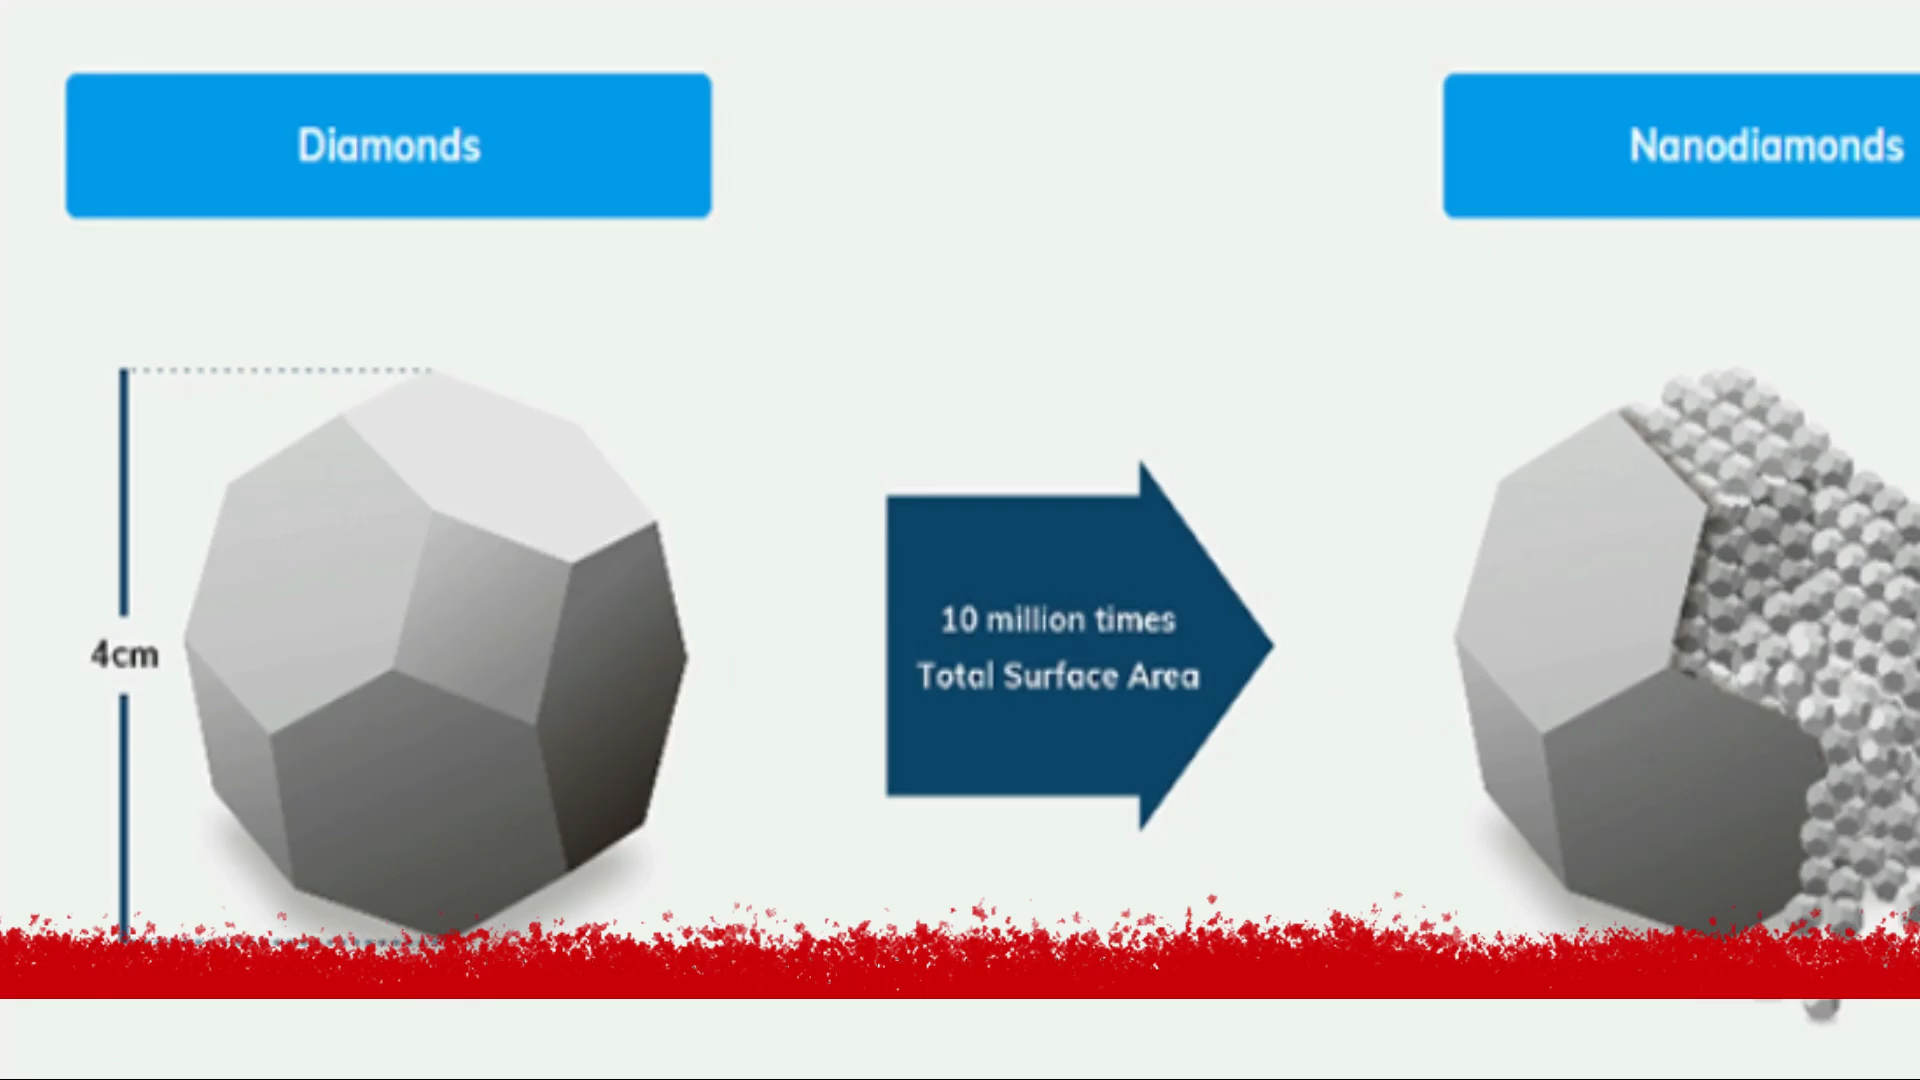 Diamonds
Nanodiamonds
10 million times
Total Surface Area
4cm